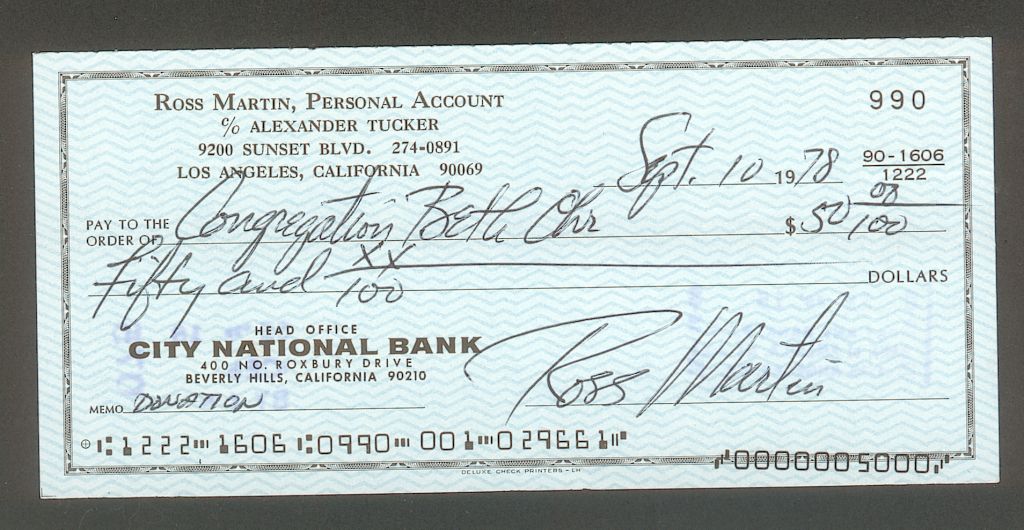 ROSS MARTIN, PERSONAL ACCOUNT
990
c/o ALEXANDER TUCKER
9200 SUNSET BLVD. 274-0891
LOS ANGELES, CALIFORNIA 90069
Sept. 10 1978
90-1606
1222
PAY TO THE ORDER OF Congregation Beth Ohr $50 00/100
Fifty and XX/100 DOLLARS
HEAD OFFICE
CITY NATIONAL BANK
400 NO. ROXBURY DRIVE
BEVERLY HILLS, CALIFORNIA 90210
Ross Martin
MEMO DONATION
⑆1222⑉1606⑆0990⑉001⑉029661⑈
⑇0000005000⑇
DELUXE CHECK PRINTERS - LH